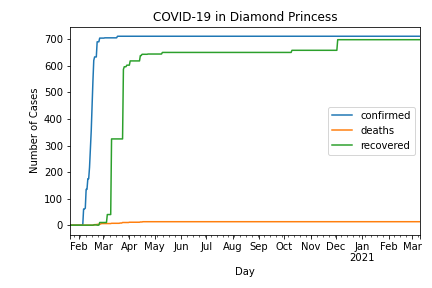 COVID-19 in Diamond Princess
Number of Cases
700
600
500
400
300
200
100
0
confirmed
deaths
recovered
Feb Mar Apr May Jun Jul Aug Sep Oct Nov Dec Jan Feb Mar
2021
Day